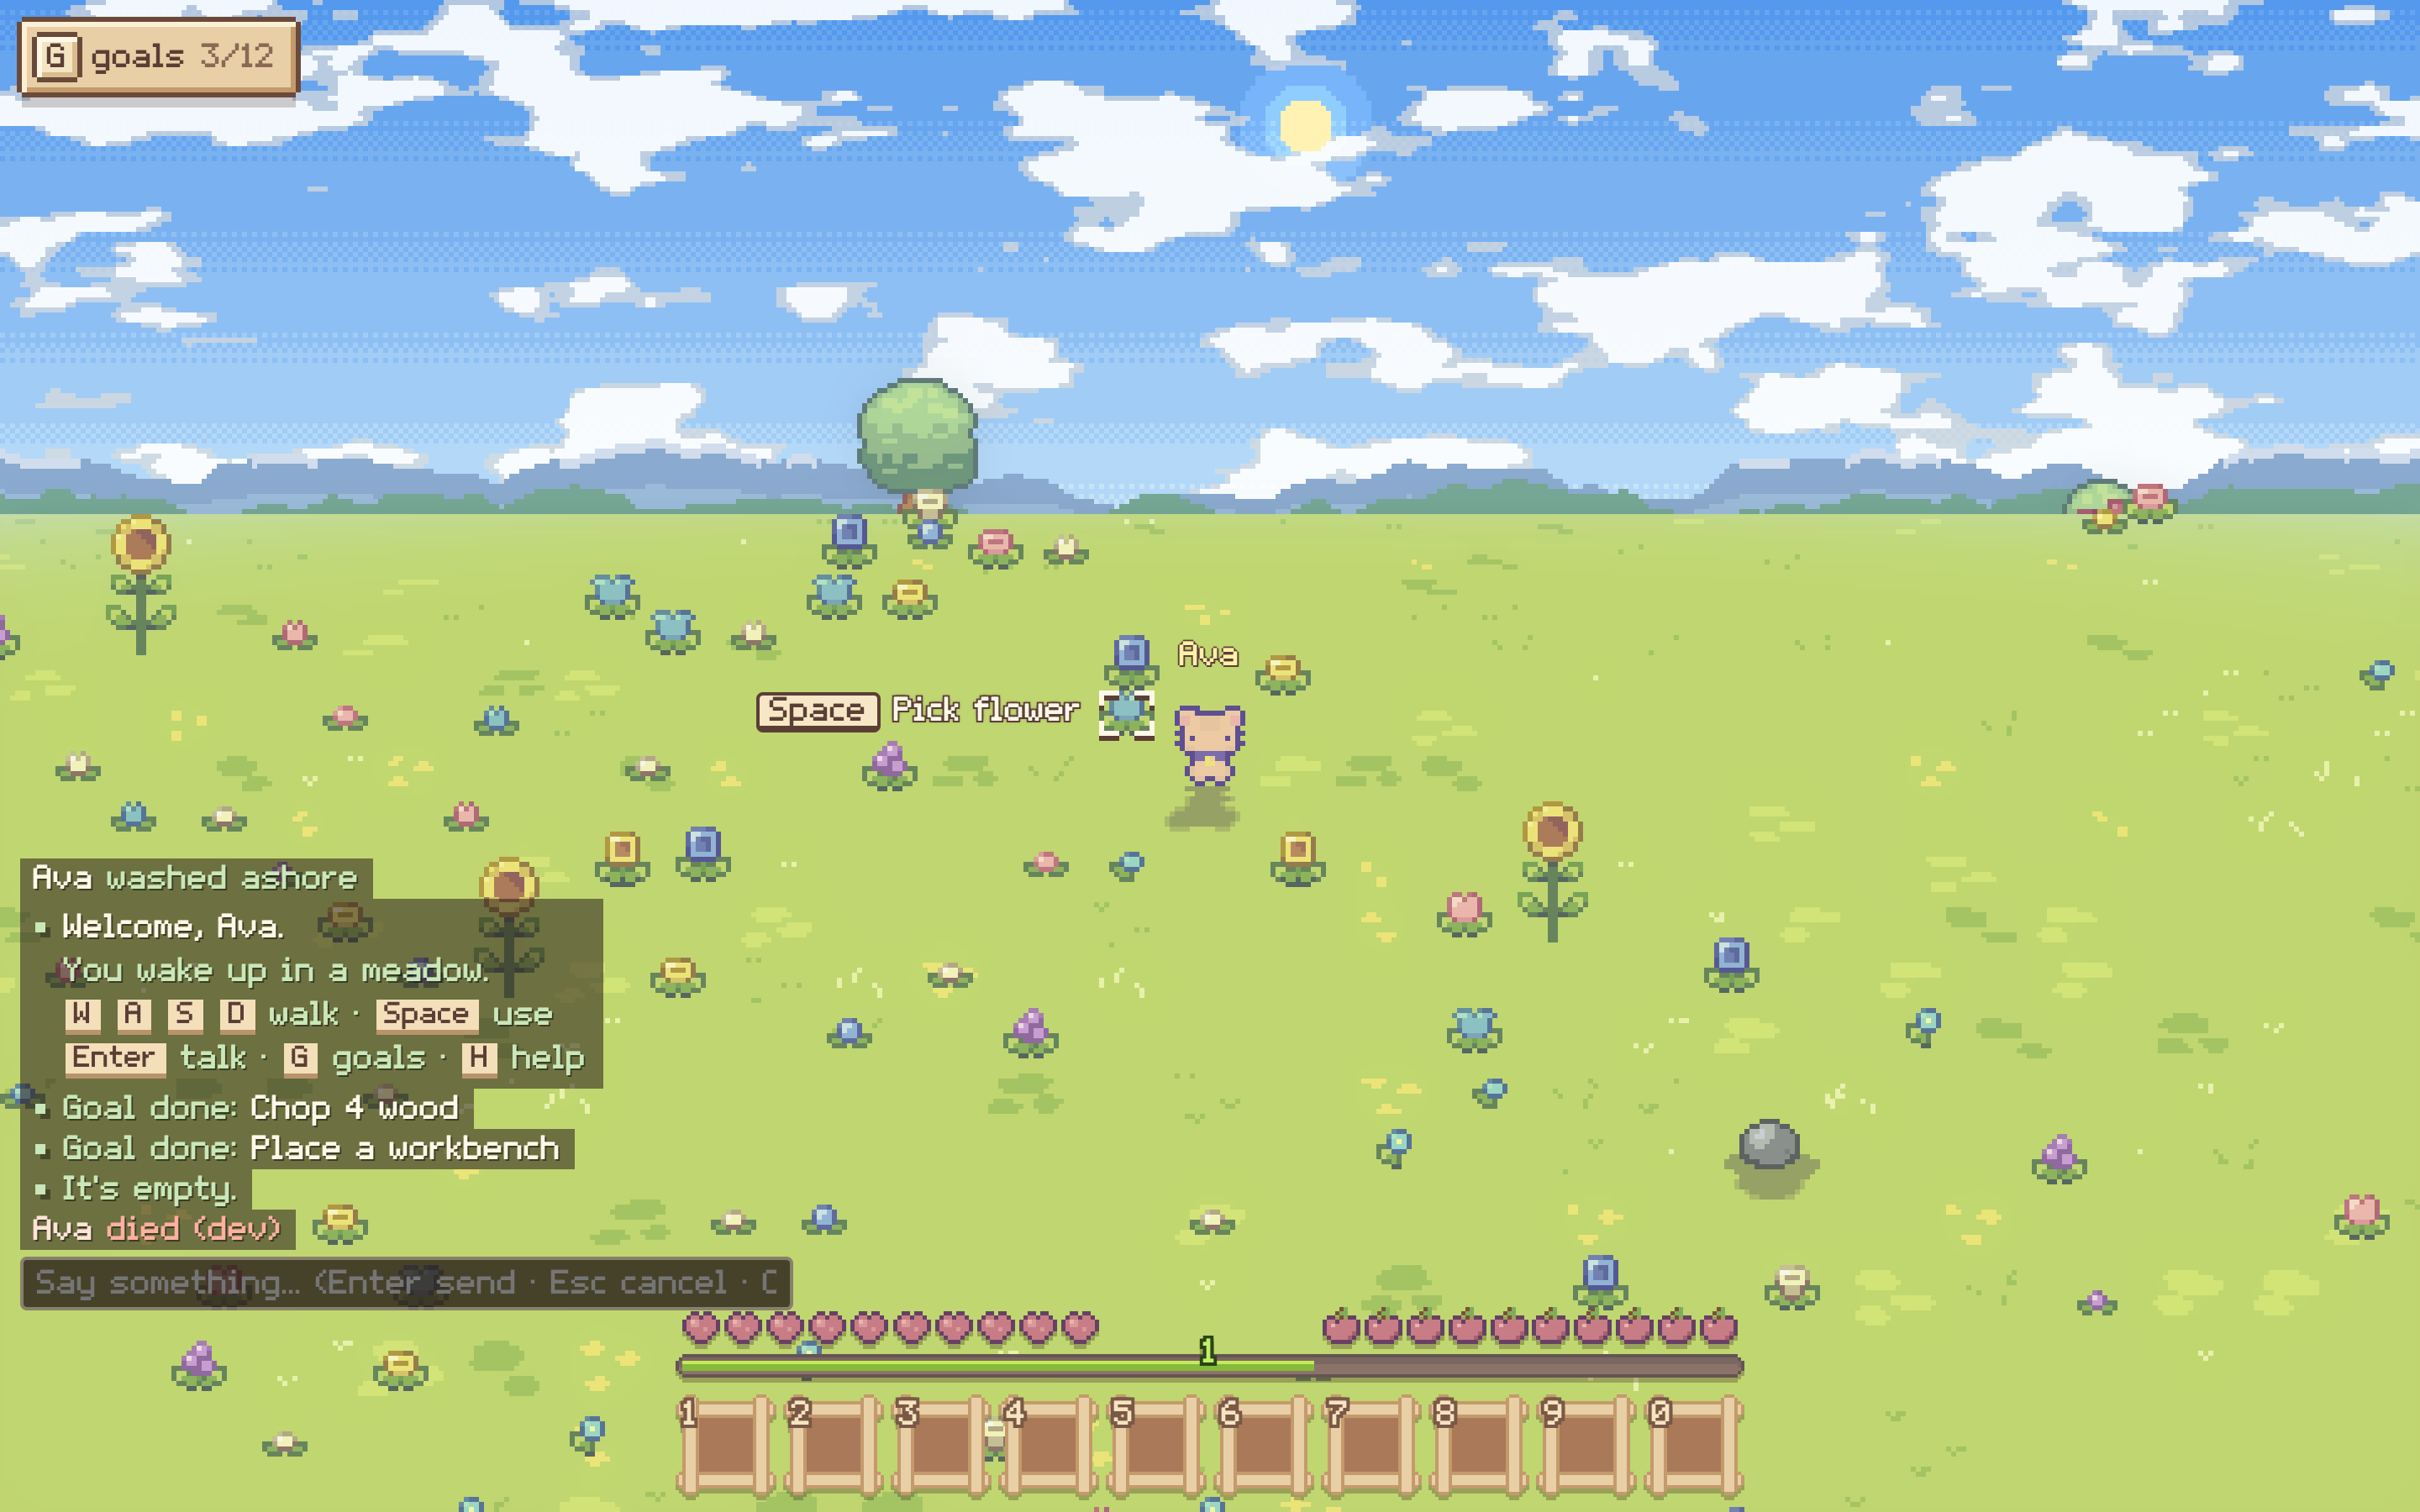 G goals 3/12
Ava
Space Pick flower
Ava washed ashore
Welcome, Ava.
You wake up in a meadow.
W A S D walk · Space use
Enter talk · G goals · H help
Goal done: Chop 4 wood
Goal done: Place a workbench
It's empty.
Ava died (dev)
Say something... (Enter send · Esc cancel · C
1
1 2 3 4 5 6 7 8 9 0